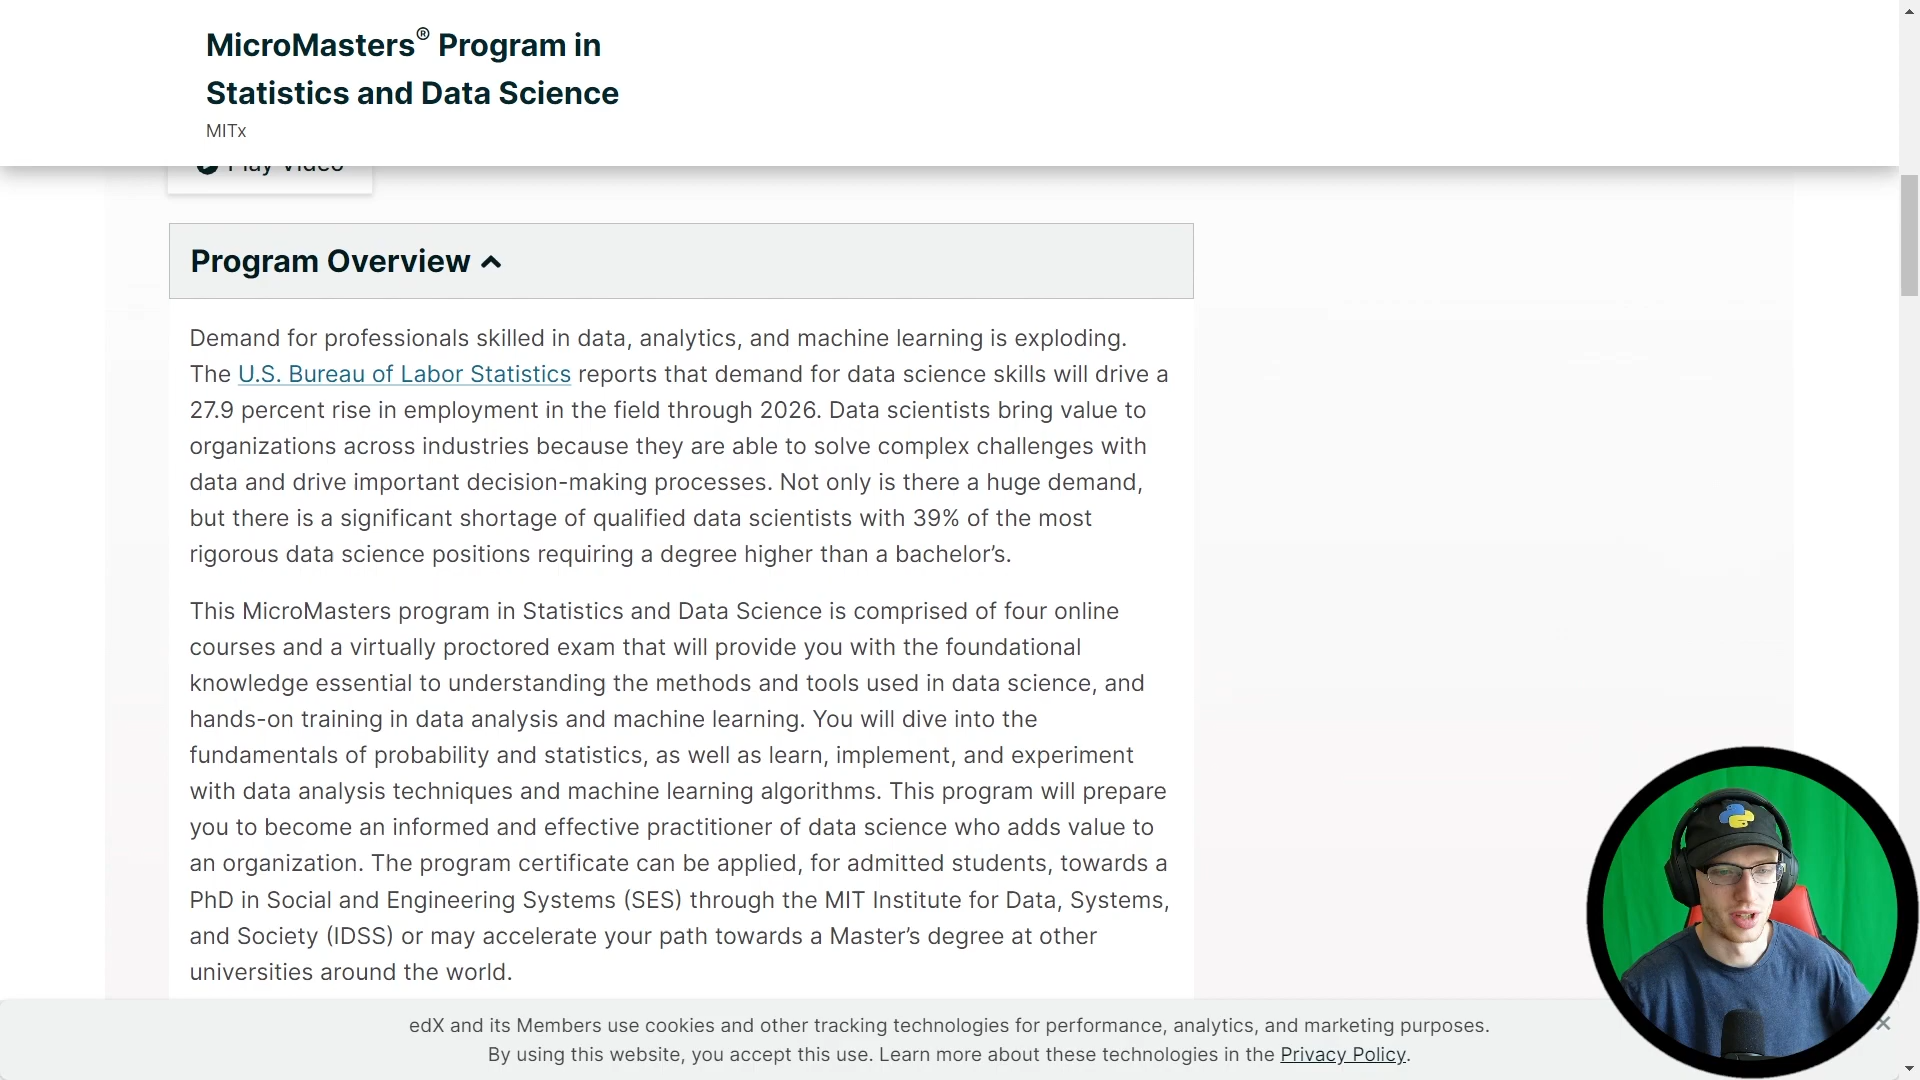 MicroMasters® Program in
Statistics and Data Science
MITx
Play Video
Program Overview
Demand for professionals skilled in data, analytics, and machine learning is exploding.
The U.S. Bureau of Labor Statistics reports that demand for data science skills will drive a
27.9 percent rise in employment in the field through 2026. Data scientists bring value to
organizations across industries because they are able to solve complex challenges with
data and drive important decision-making processes. Not only is there a huge demand,
but there is a significant shortage of qualified data scientists with 39% of the most
rigorous data science positions requiring a degree higher than a bachelor’s.
This MicroMasters program in Statistics and Data Science is comprised of four online
courses and a virtually proctored exam that will provide you with the foundational
knowledge essential to understanding the methods and tools used in data science, and
hands-on training in data analysis and machine learning. You will dive into the
fundamentals of probability and statistics, as well as learn, implement, and experiment
with data analysis techniques and machine learning algorithms. This program will prepare
you to become an informed and effective practitioner of data science who adds value to
an organization. The program certificate can be applied, for admitted students, towards a
PhD in Social and Engineering Systems (SES) through the MIT Institute for Data, Systems,
and Society (IDSS) or may accelerate your path towards a Master’s degree at other
universities around the world.
edX and its Members use cookies and other tracking technologies for performance, analytics, and marketing purposes.
By using this website, you accept this use. Learn more about these technologies in the Privacy Policy.